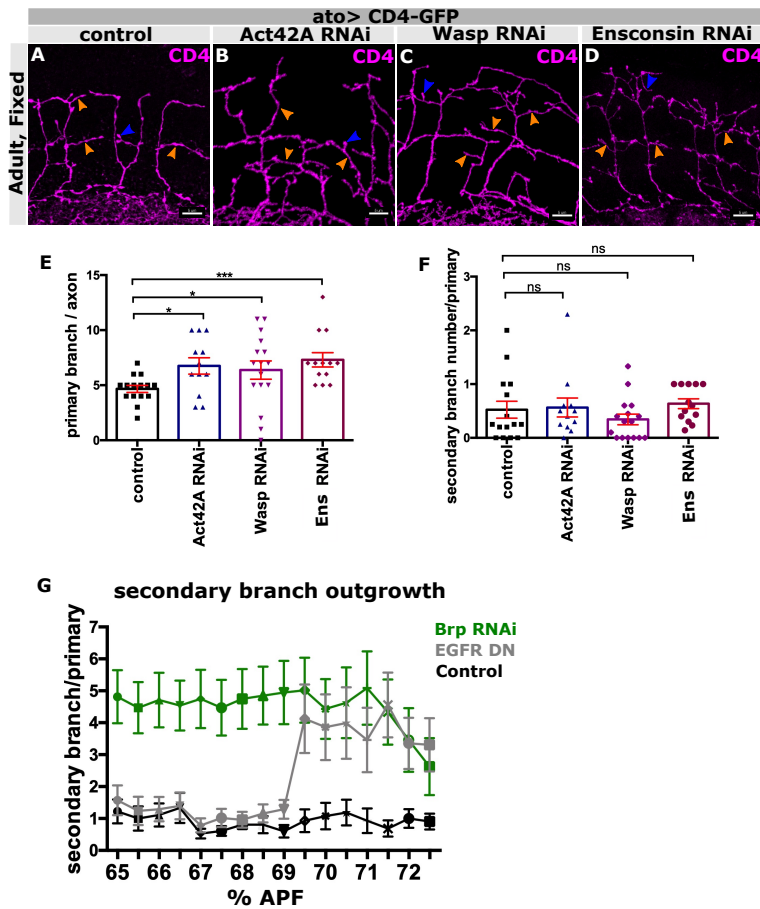 ato> CD4-GFP
control Act42A RNAi Wasp RNAi Ensconsin RNAi
Adult, Fixed
A CD4 B CD4 C CD4 D CD4
E
primary branch / axon
15
10
5
0
***
*
*
control
Act42A RNAi
Wasp RNAi
Ens RNAi
F
secondary branch number/primary
3
2
1
0
ns
ns
ns
control
Act42A RNAi
Wasp RNAi
Ens RNAi
G secondary branch outgrowth
secondary branch/primary
7
6
5
4
3
2
1
0
Brp RNAi
EGFR DN
Control
65 66 67 68 69 70 71 72
% APF